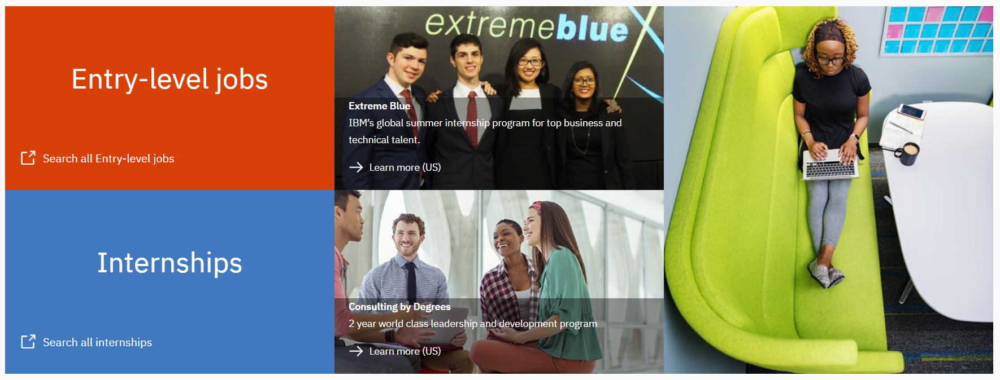 Entry-level jobs
Search all Entry-level jobs
extremeblue
Extreme Blue
IBM’s global summer internship program for top business and
technical talent.
Learn more (US)
Internships
Search all internships
Consulting by Degrees
2 year world class leadership and development program
Learn more (US)